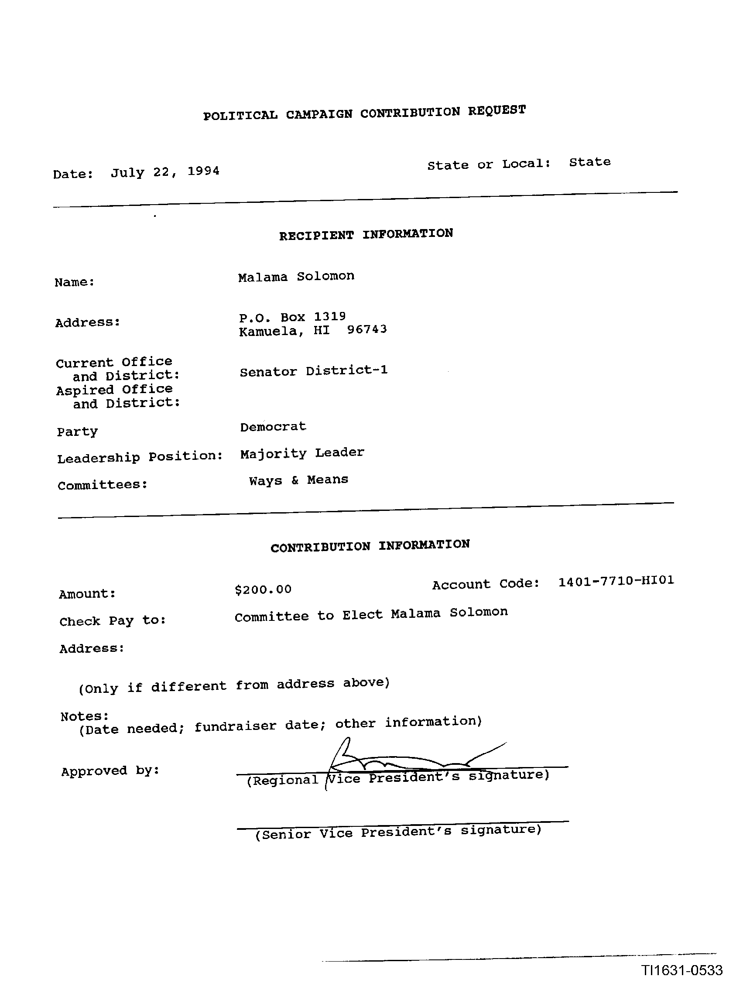 POLITICAL CAMPAIGN CONTRIBUTION REQUEST
Date: July 22, 1994 State or Local: State
RECIPIENT INFORMATION
Name: Malama Solomon
Address: P.O. Box 1319
Kamuela, HI 96743
Current Office
and District: Senator District-1
Aspired Office
and District:
Party Democrat
Leadership Position: Majority Leader
Committees: Ways & Means
CONTRIBUTION INFORMATION
Amount: $200.00 Account Code: 1401-7710-HI01
Check Pay to: Committee to Elect Malama Solomon
Address:
(Only if different from address above)
Notes:
(Date needed; fundraiser date; other information)
Approved by:
(Regional Vice President's signature)
(Senior Vice President's signature)
TI1631-0533